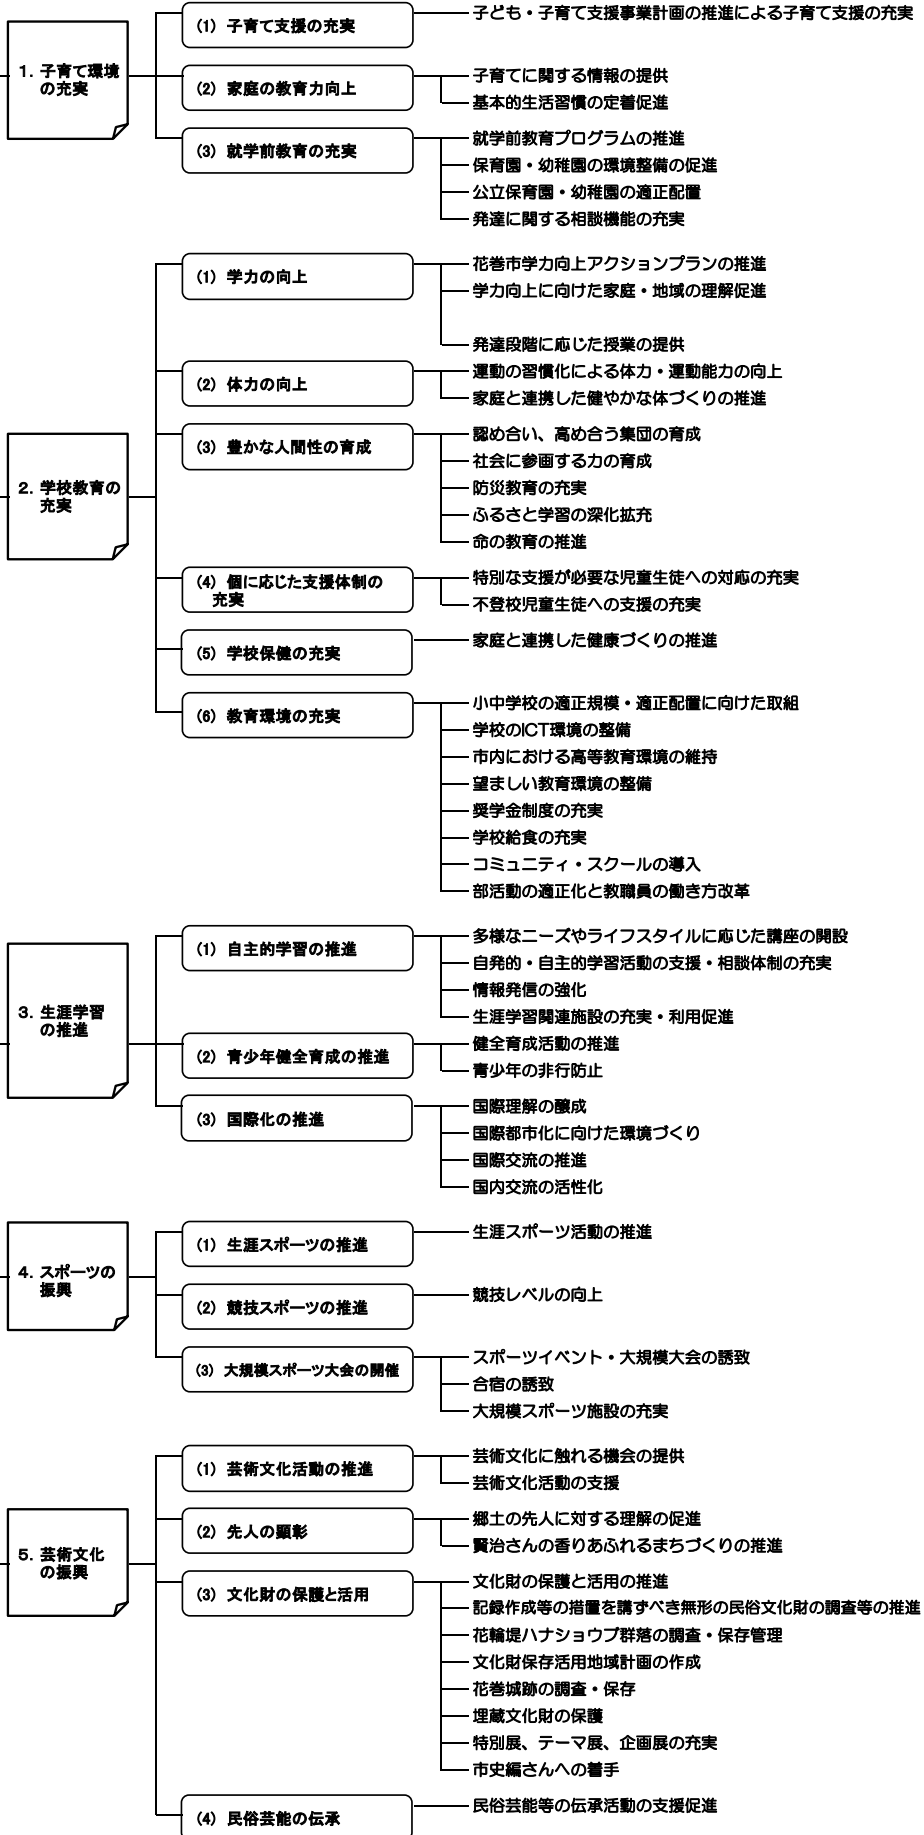 1. 子育て環境
の充実
(1) 子育て支援の充実
子ども・子育て支援事業計画の推進による子育て支援の充実
(2) 家庭の教育力向上
子育てに関する情報の提供
基本的生活習慣の定着促進
(3) 就学前教育の充実
就学前教育プログラムの推進
保育園・幼稚園の環境整備の促進
公立保育園・幼稚園の適正配置
発達に関する相談機能の充実
2. 学校教育の
充実
(1) 学力の向上
花巻市学力向上アクションプランの推進
学力向上に向けた家庭・地域の理解促進
発達段階に応じた授業の提供
(2) 体力の向上
運動の習慣化による体力・運動能力の向上
家庭と連携した健やかな体づくりの推進
(3) 豊かな人間性の育成
認め合い、高め合う集団の育成
社会に参画する力の育成
防災教育の充実
ふるさと学習の深化拡充
命の教育の推進
(4) 個に応じた支援体制の
充実
特別な支援が必要な児童生徒への対応の充実
不登校児童生徒への支援の充実
(5) 学校保健の充実
家庭と連携した健康づくりの推進
(6) 教育環境の充実
小中学校の適正規模・適正配置に向けた取組
学校のICT環境の整備
市内における高等教育環境の維持
望ましい教育環境の整備
奨学金制度の充実
学校給食の充実
コミュニティ・スクールの導入
部活動の適正化と教職員の働き方改革
3. 生涯学習
の推進
(1) 自主的学習の推進
多様なニーズやライフスタイルに応じた講座の開設
自発的・自主的学習活動の支援・相談体制の充実
情報発信の強化
生涯学習関連施設の充実・利用促進
(2) 青少年健全育成の推進
健全育成活動の推進
青少年の非行防止
(3) 国際化の推進
国際理解の醸成
国際都市化に向けた環境づくり
国際交流の推進
国内交流の活性化
4. スポーツの
振興
(1) 生涯スポーツの推進
生涯スポーツ活動の推進
(2) 競技スポーツの推進
競技レベルの向上
(3) 大規模スポーツ大会の開催
スポーツイベント・大規模大会の誘致
合宿の誘致
大規模スポーツ施設の充実
5. 芸術文化
の振興
(1) 芸術文化活動の推進
芸術文化に触れる機会の提供
芸術文化活動の支援
(2) 先人の顕彰
郷土の先人に対する理解の促進
賢治さんの香りあふれるまちづくりの推進
(3) 文化財の保護と活用
文化財の保護と活用の推進
記録作成等の措置を講ずべき無形の民俗文化財の調査等の推進
花輪堤ハナショウブ群落の調査・保存管理
文化財保存活用地域計画の作成
花巻城跡の調査・保存
埋蔵文化財の保護
特別展、テーマ展、企画展の充実
市史編さんへの着手
(4) 民俗芸能の伝承
民俗芸能等の伝承活動の支援促進